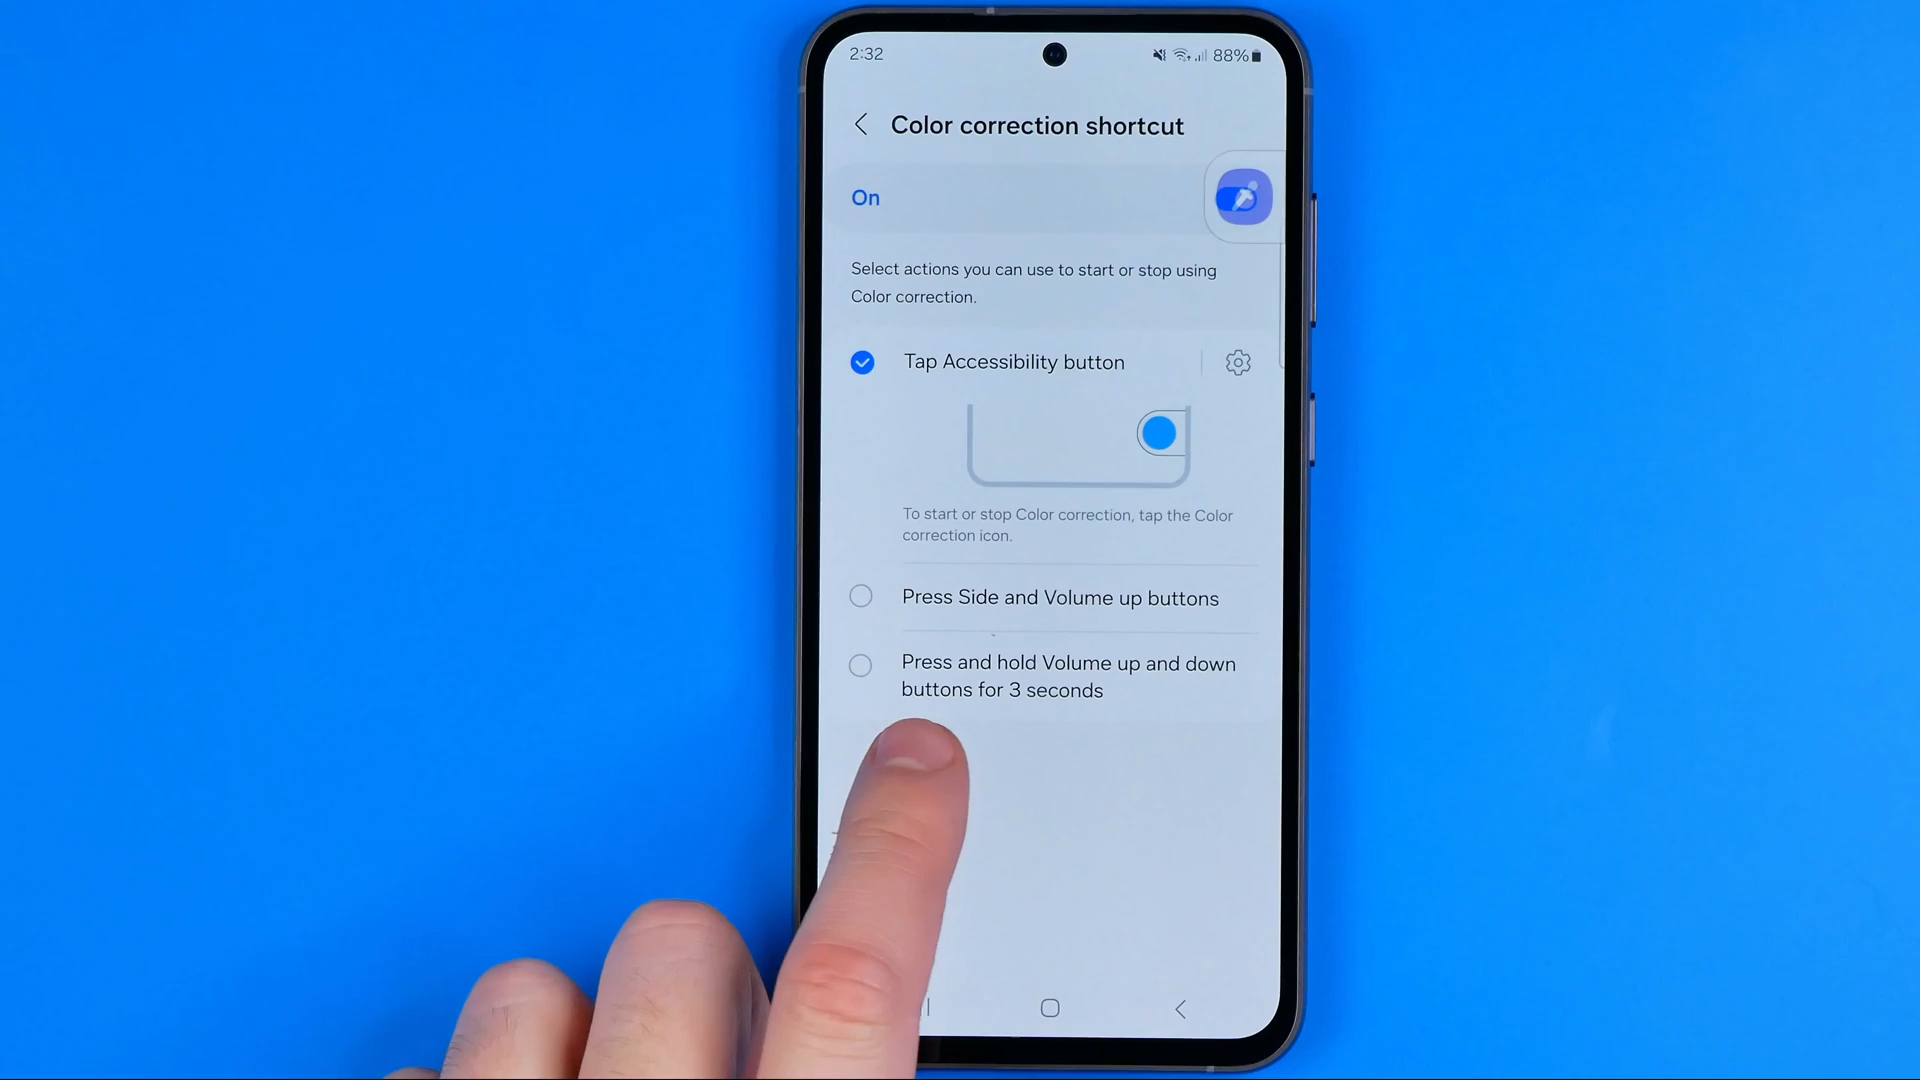 2:32
88%
Color correction shortcut
On
Select actions you can use to start or stop using
Color correction.
Tap Accessibility button
To start or stop Color correction, tap the Color
correction icon.
Press Side and Volume up buttons
Press and hold Volume up and down
buttons for 3 seconds